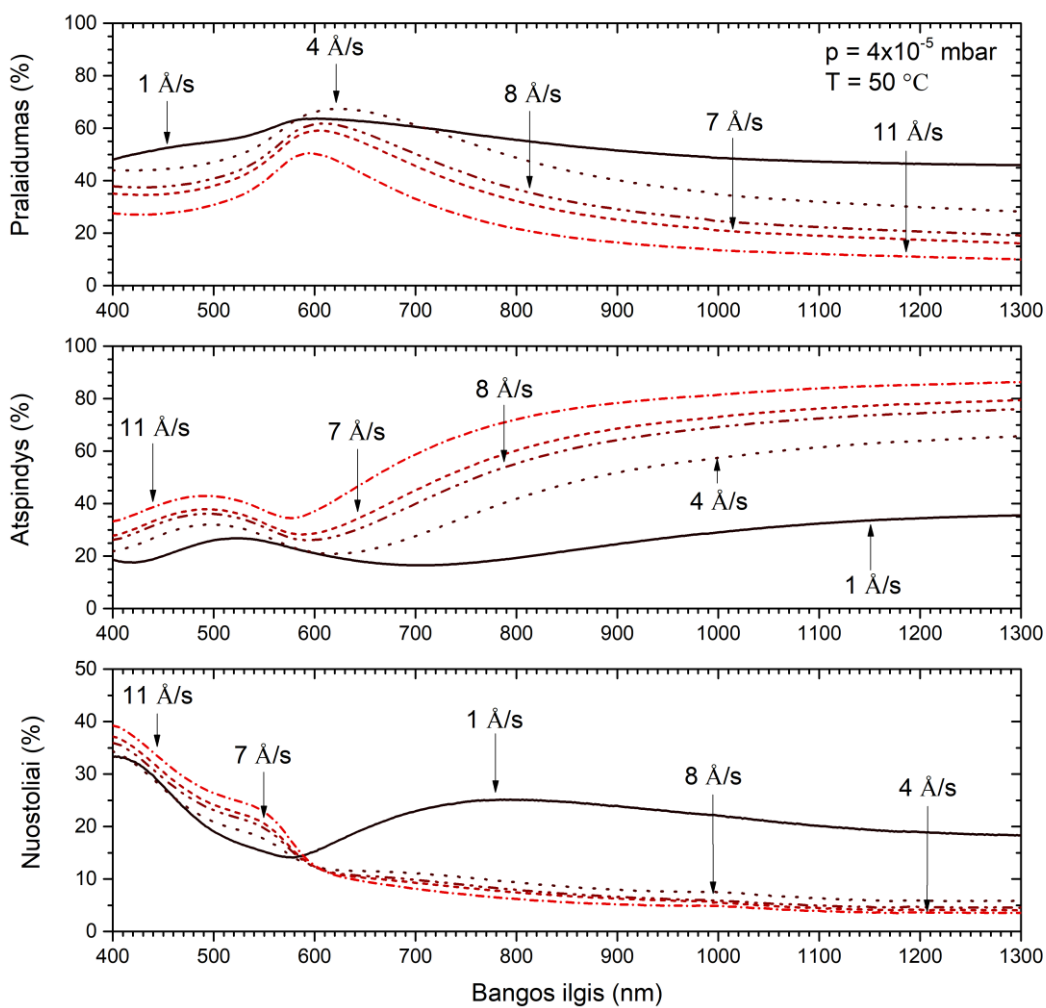 Pralaidumas (%)
100
80
60
40
20
0
1 Å/s
4 Å/s
8 Å/s
7 Å/s
11 Å/s
p = 4x10⁻⁵ mbar
T = 50 °C
400 500 600 700 800 900 1000 1100 1200 1300
Atspindys (%)
100
80
60
40
20
0
11 Å/s
7 Å/s
8 Å/s
4 Å/s
1 Å/s
400 500 600 700 800 900 1000 1100 1200 1300
Nuostoliai (%)
50
40
30
20
10
0
11 Å/s
7 Å/s
1 Å/s
8 Å/s
4 Å/s
400 500 600 700 800 900 1000 1100 1200 1300
Bangos ilgis (nm)